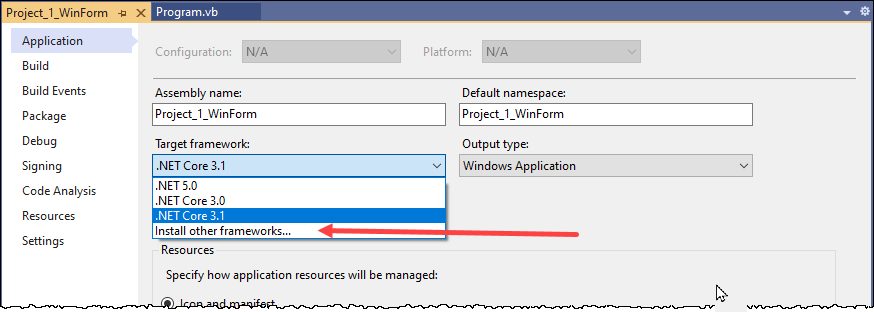 Project_1_WinForm
Program.vb
Application
Build
Build Events
Package
Debug
Signing
Code Analysis
Resources
Settings
Configuration: N/A Platform: N/A
Assembly name: Default namespace:
Project_1_WinForm Project_1_WinForm
Target framework: Output type:
.NET Core 3.1 Windows Application
.NET 5.0
.NET Core 3.0
.NET Core 3.1
Install other frameworks...
Resources
Specify how application resources will be managed:
Icon and manifest